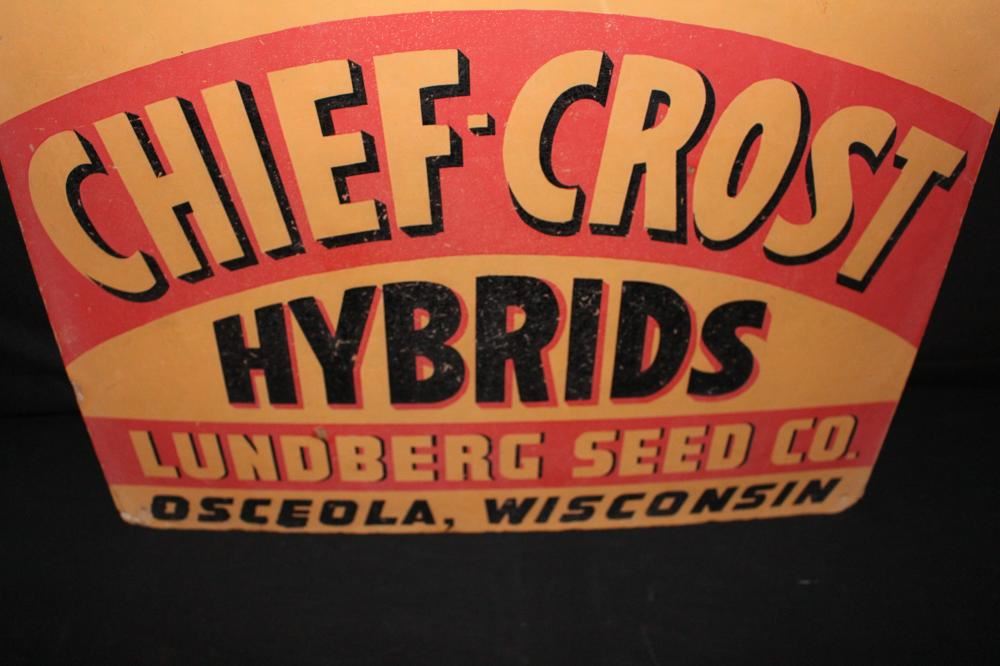 CHIEF-CROST
HYBRIDS
LUNDBERG SEED CO.
OSCEOLA, WISCONSIN